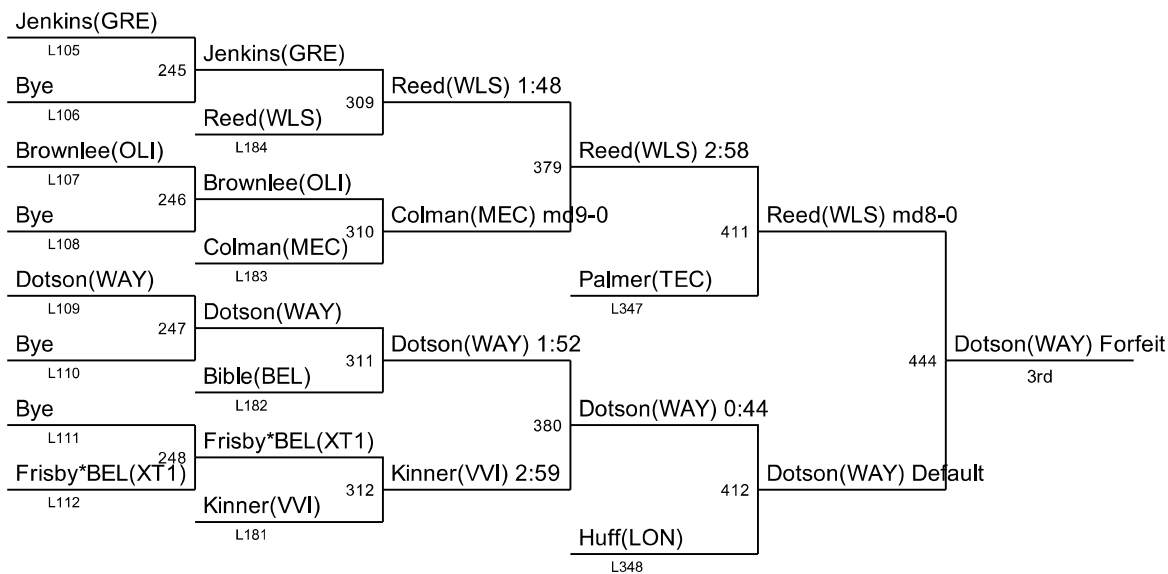 Jenkins(GRE)
L105
Bye
L106
245
Jenkins(GRE)
Reed(WLS)
L184
309
Reed(WLS) 1:48
Brownlee(OLI)
L107
Bye
L108
246
Brownlee(OLI)
Colman(MEC)
L183
310
Colman(MEC) md9-0
379
Reed(WLS) 2:58
Palmer(TEC)
L347
411
Reed(WLS) md8-0
Dotson(WAY)
L109
Bye
L110
247
Dotson(WAY)
Bible(BEL)
L182
311
Dotson(WAY) 1:52
Bye
L111
Frisby*BEL(XT1)
L112
248
Frisby*BEL(XT1)
Kinner(VVI)
L181
312
Kinner(VVI) 2:59
380
Dotson(WAY) 0:44
Huff(LON)
L348
412
Dotson(WAY) Default
444
Dotson(WAY) Forfeit
3rd